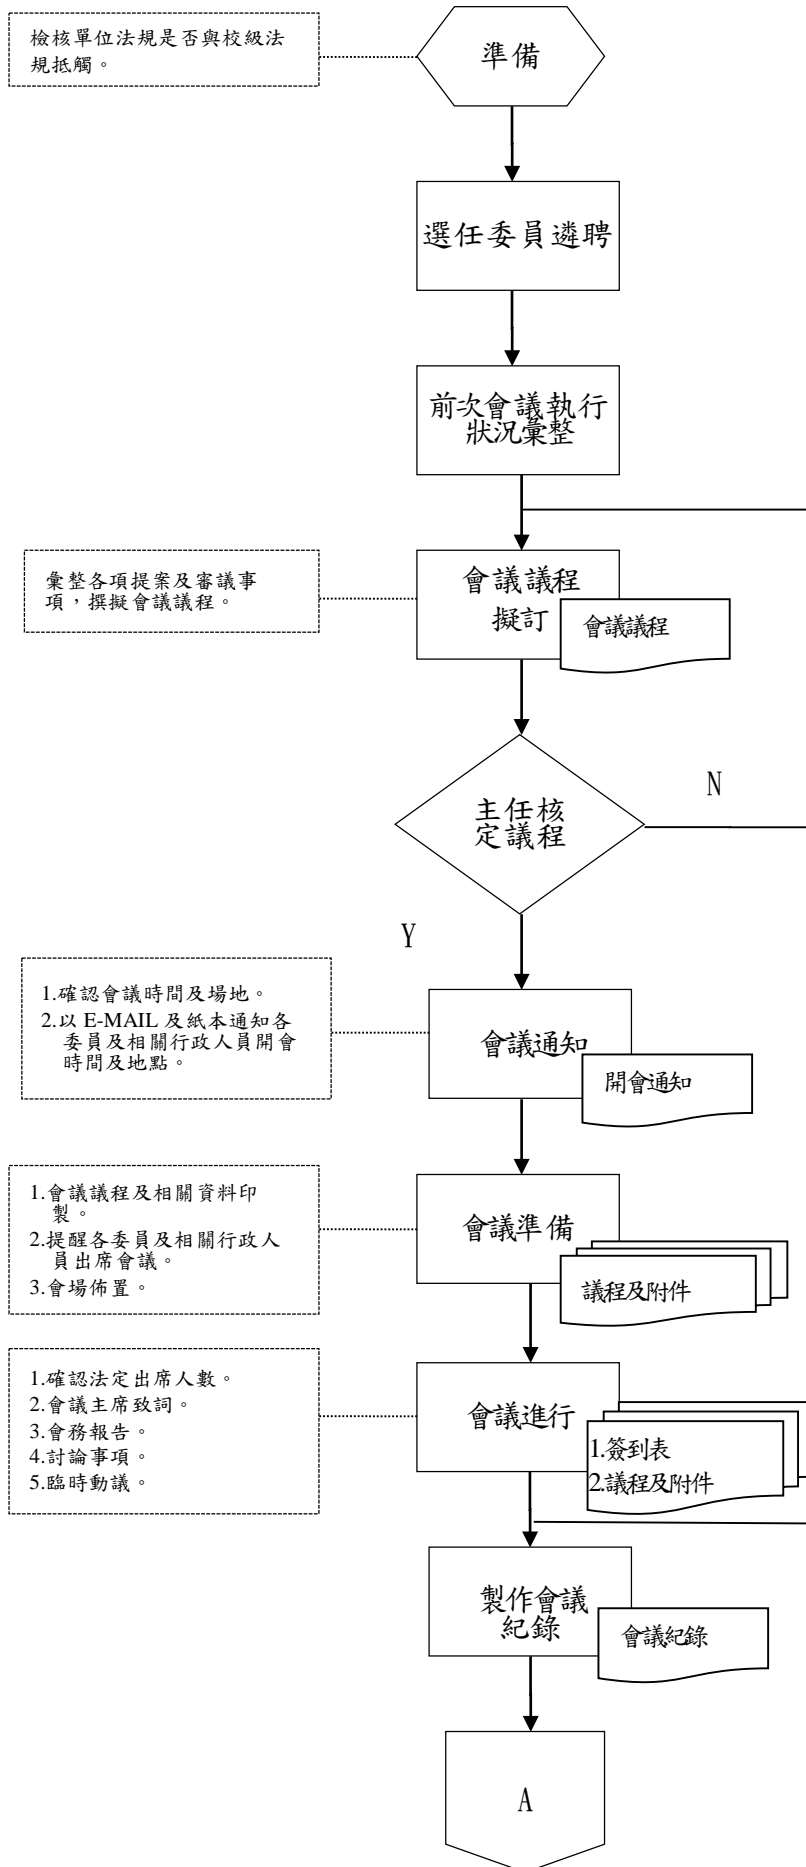 檢核單位法規是否與校級法
規抵觸。
準備
選任委員遴聘
前次會議執行
狀況彙整
彙整各項提案及審議事
項，撰擬會議議程。
會議議程
擬訂
會議議程
主任核
定議程
N
Y
1.確認會議時間及場地。
2.以 E-MAIL 及紙本通知各
委員及相關行政人員開會
時間及地點。
會議通知
開會通知
1.會議議程及相關資料印
製。
2.提醒各委員及相關行政人
員出席會議。
3.會場佈置。
會議準備
議程及附件
1.確認法定出席人數。
2.會議主席致詞。
3.會務報告。
4.討論事項。
5.臨時動議。
會議進行
1.簽到表
2.議程及附件
製作會議
紀錄
會議紀錄
A